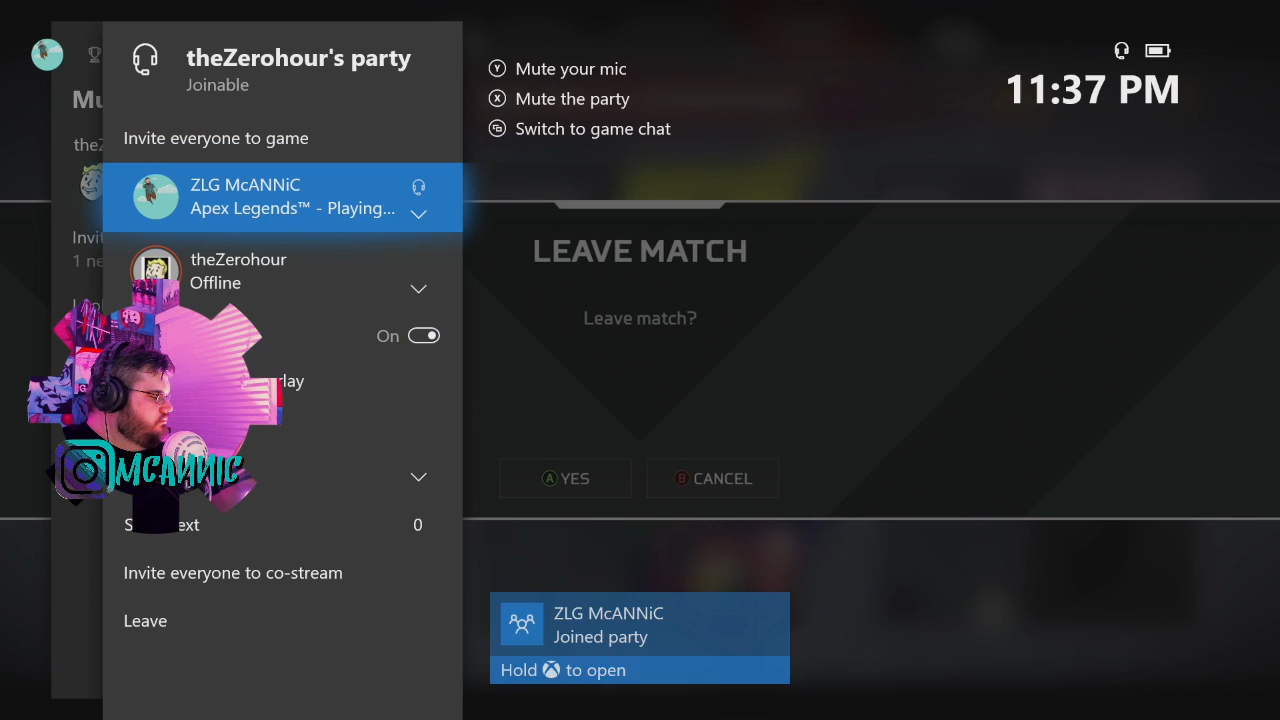 theZerohour's party
Joinable
Invite everyone to game
ZLG McANNiC
Apex Legends™ - Playing...
theZerohour
Offline
On
MCANNIC
0
Invite everyone to co-stream
Leave
Mute your mic
Mute the party
Switch to game chat
11:37 PM
LEAVE MATCH
Leave match?
A YES
B CANCEL
ZLG McANNiC
Joined party
Hold to open